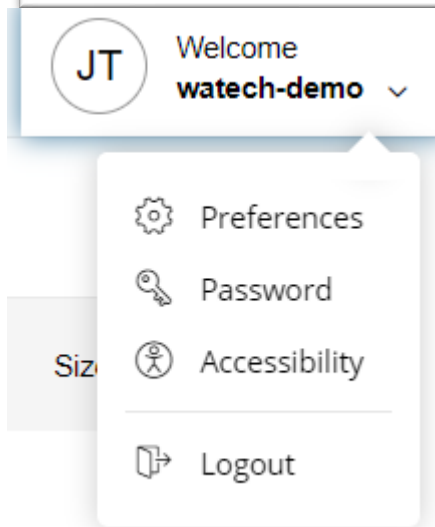 JT
Welcome
watech-demo
Preferences
Password
Accessibility
Logout